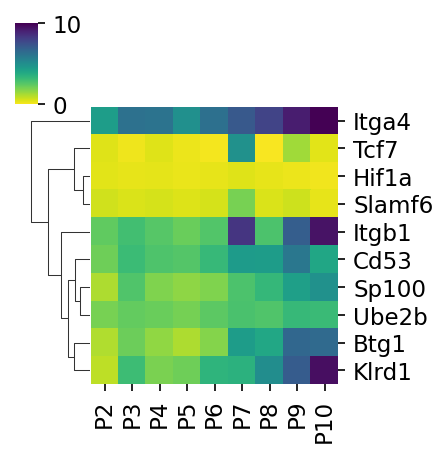 10
0
Itga4
Tcf7
Hif1a
Slamf6
Itgb1
Cd53
Sp100
Ube2b
Btg1
Klrd1
P2 P3 P4 P5 P6 P7 P8 P9 P10